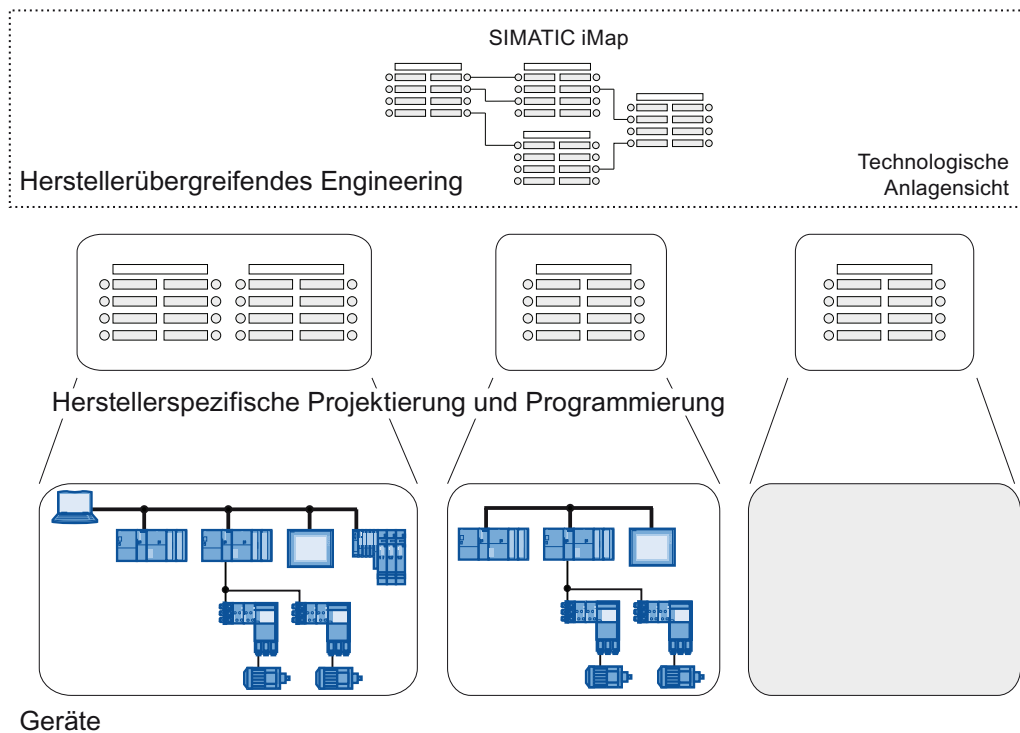 SIMATIC iMap
Herstellerübergreifendes Engineering
Technologische
Anlagensicht
Herstellerspezifische Projektierung und Programmierung
Geräte